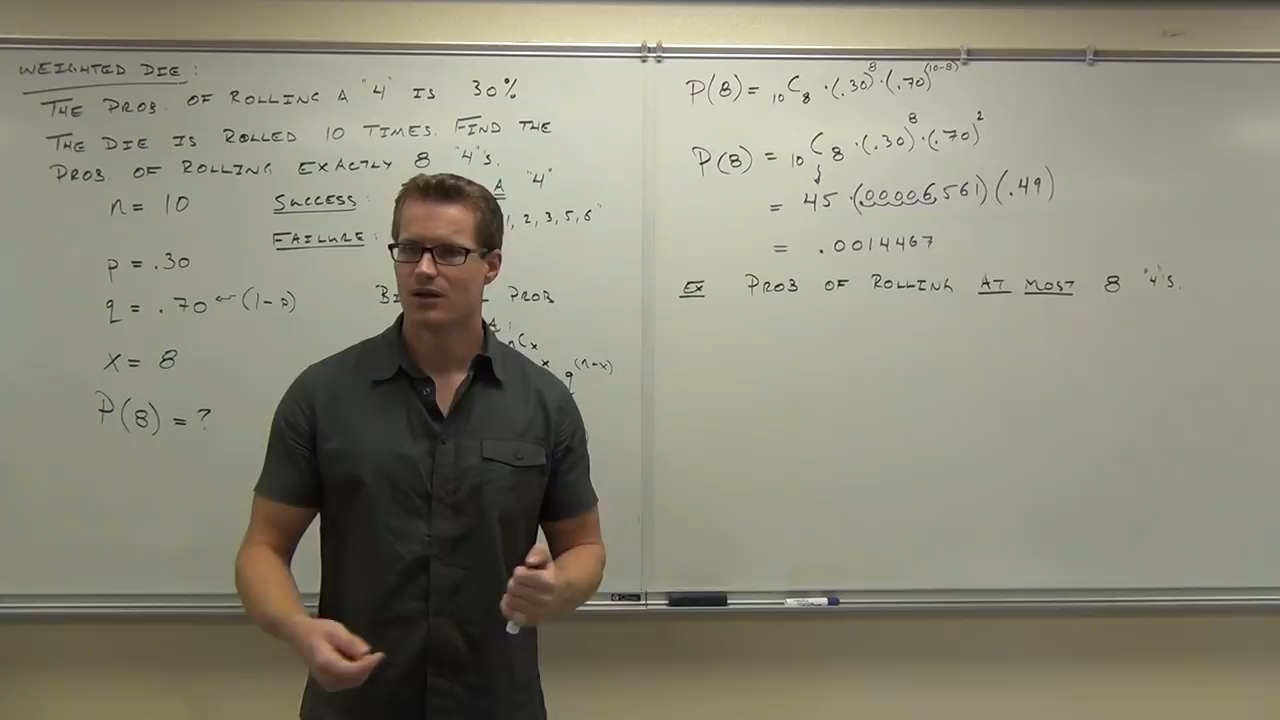 WEIGHTED DIE:
THE PROB. OF ROLLING A "4" IS 30%
THE DIE IS ROLLED 10 TIMES. FIND THE
PROB OF ROLLING EXACTLY 8 "4"'S.
n = 10
SUCCESS: A "4"
FAILURE: 1, 2, 3, 5, 6"
p = .30
q = .70 ← (1-p)
x = 8
P(8) = ?
PROB
A:
nCx
x q^(n-x)
P(8) = 10C8 · (.30)^8 · (.70)^(10-8)
P(8) = 10C8 · (.30)^8 · (.70)^2
= 45 · (00006,561)(.49)
= .0014467
EX PROB OF ROLLING AT MOST 8 "4"'S.